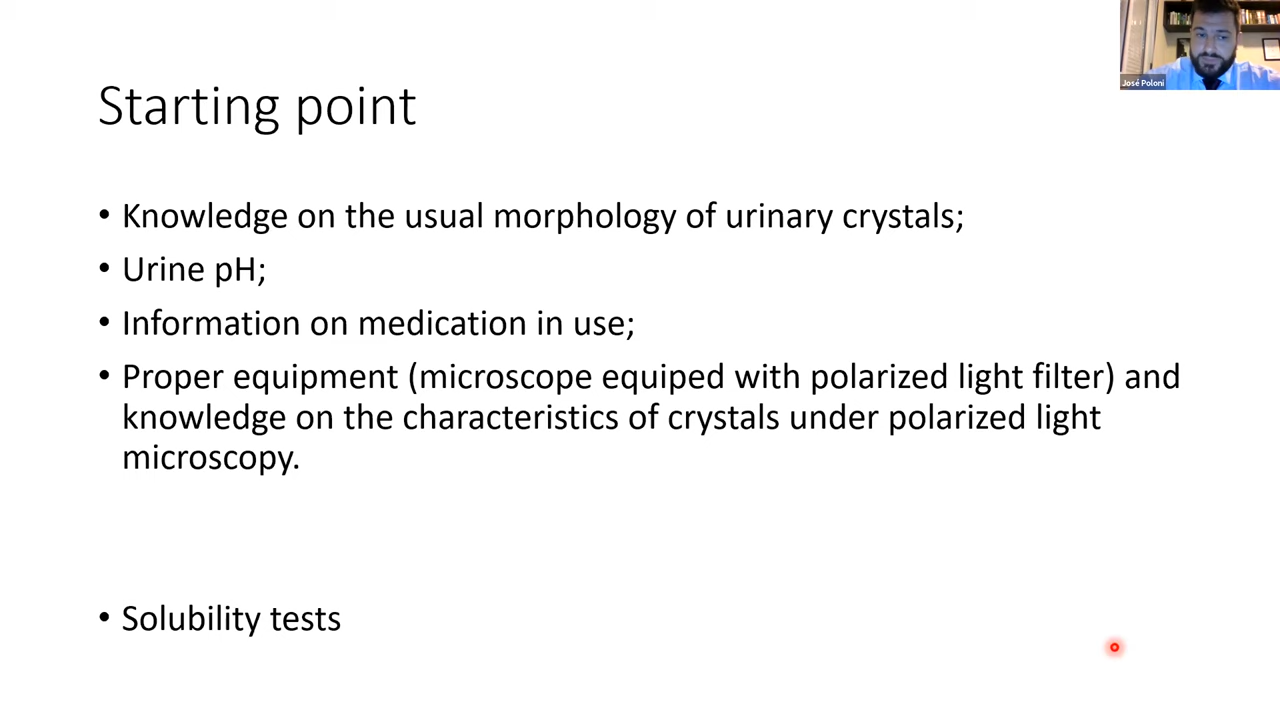 José Poloni
Starting point
• Knowledge on the usual morphology of urinary crystals;
• Urine pH;
• Information on medication in use;
• Proper equipment (microscope equiped with polarized light filter) and
knowledge on the characteristics of crystals under polarized light
microscopy.
• Solubility tests